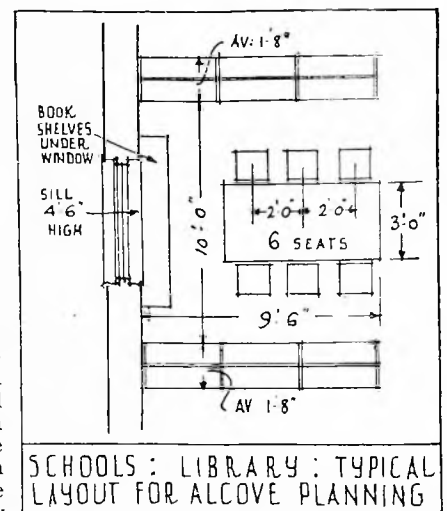 AV: 1'-8"
BOOK
SHELVES
UNDER
WINDOW
SILL
4'6"
HIGH
10'.0"
2'.0"
2'.0"
6 SEATS
3'.0"
9'.6"
AV 1'-8"
SCHOOLS : LIBRARY : TYPICAL
LAYOUT FOR ALCOVE PLANNING